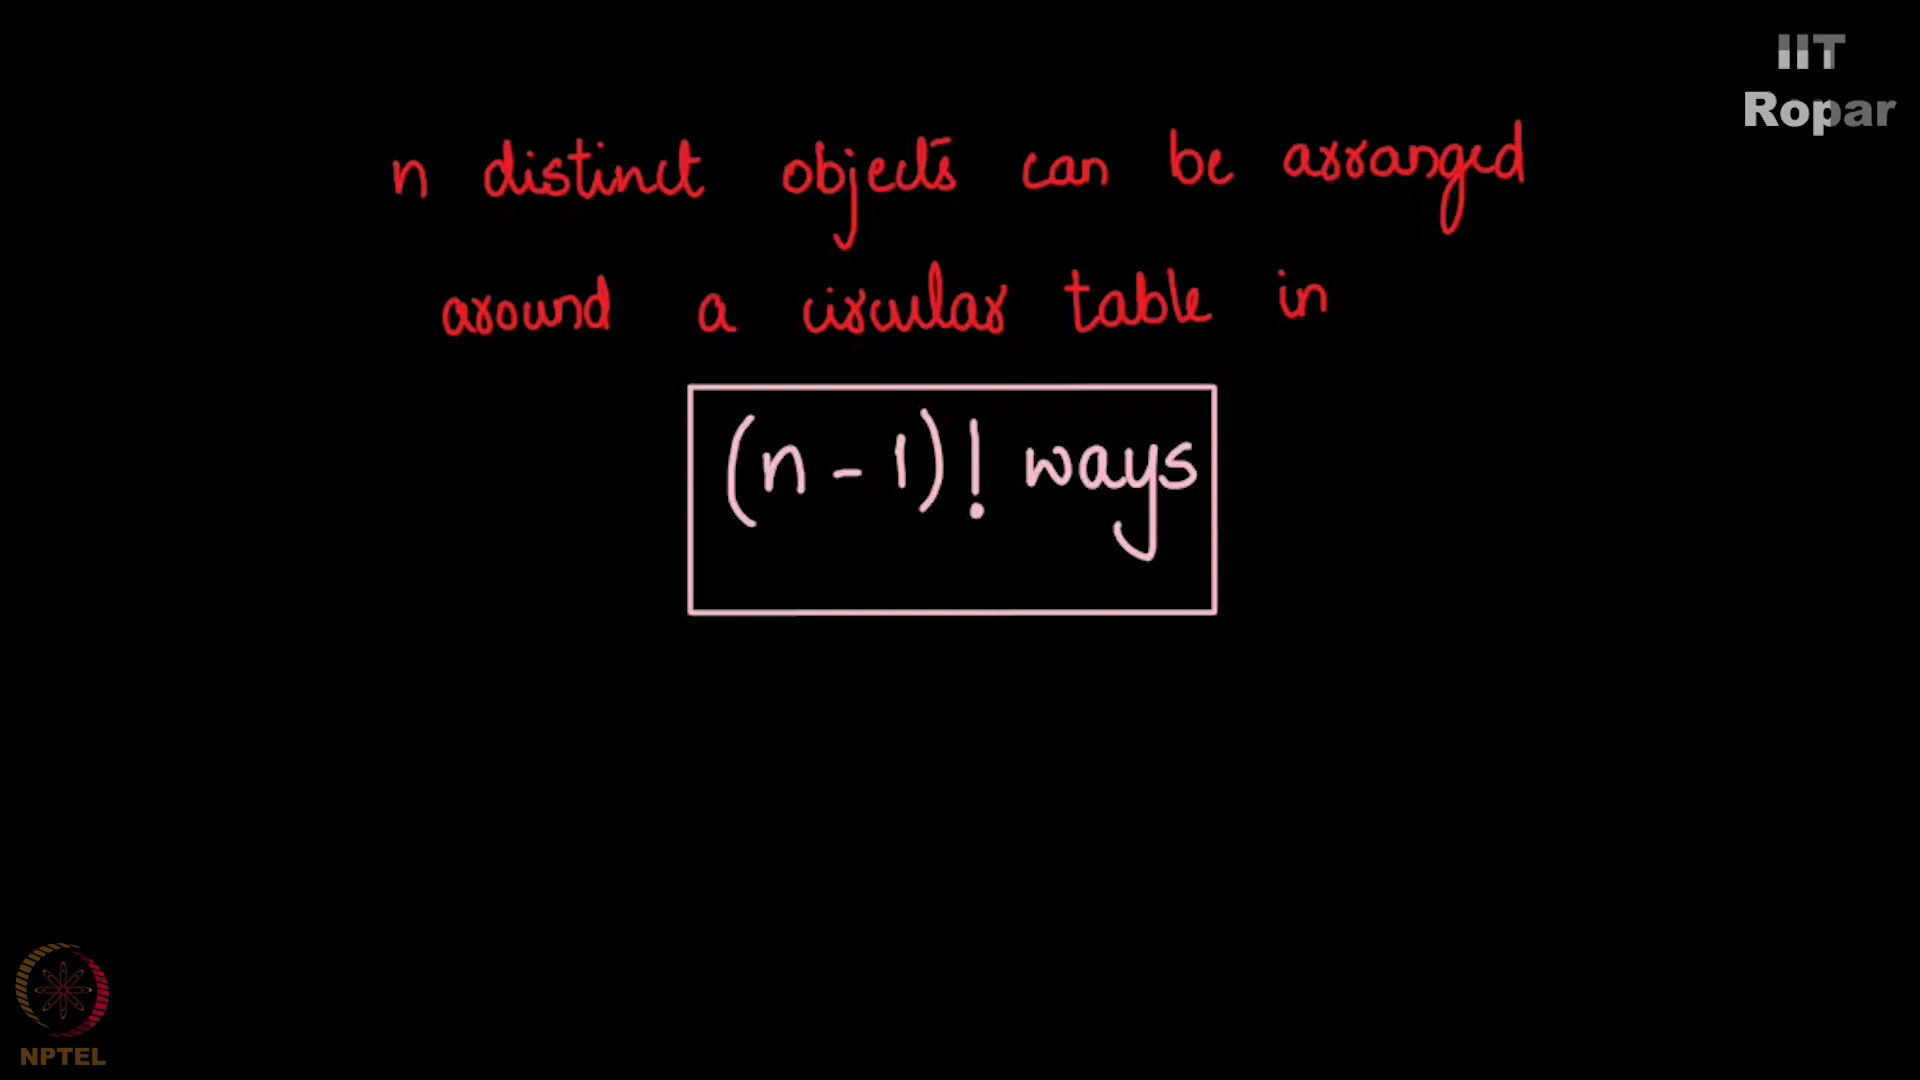 IIT
Ropar
n distinct objects can be arranged
around a circular table in
(n - 1)! ways
NPTEL